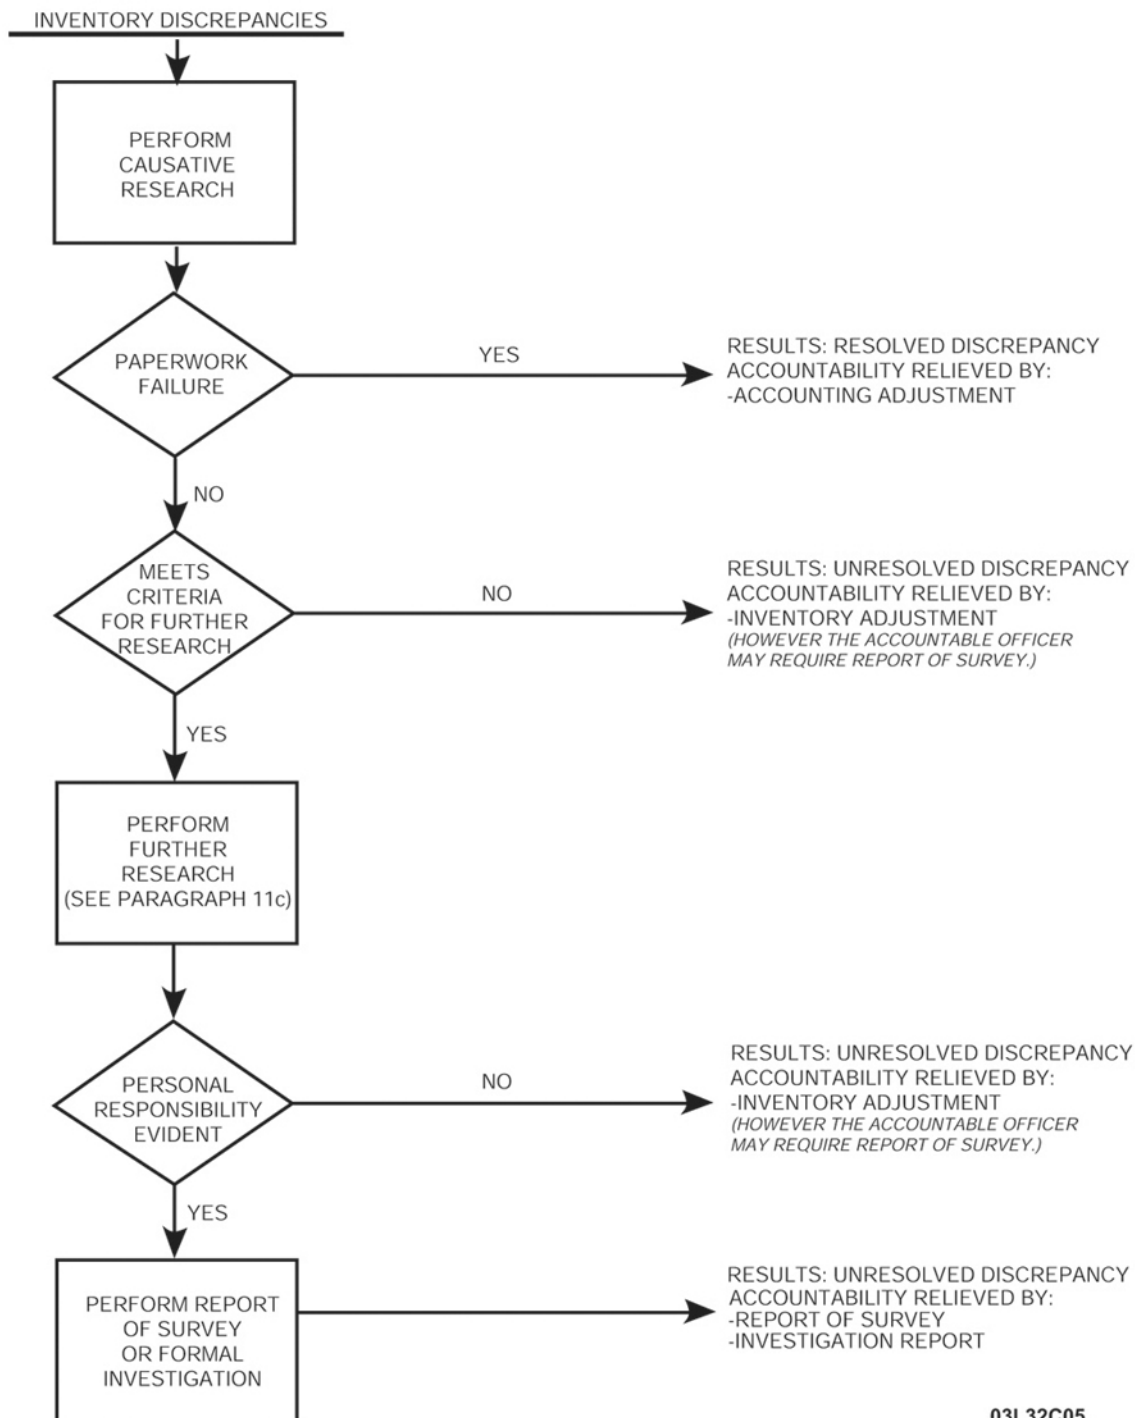 INVENTORY DISCREPANCIES
PERFORM
CAUSATIVE
RESEARCH
PAPERWORK
FAILURE
YES
RESULTS: RESOLVED DISCREPANCY
ACCOUNTABILITY RELIEVED BY:
-ACCOUNTING ADJUSTMENT
NO
MEETS
CRITERIA
FOR FURTHER
RESEARCH
NO
RESULTS: UNRESOLVED DISCREPANCY
ACCOUNTABILITY RELIEVED BY:
-INVENTORY ADJUSTMENT
(HOWEVER THE ACCOUNTABLE OFFICER
MAY REQUIRE REPORT OF SURVEY.)
YES
PERFORM
FURTHER
RESEARCH
(SEE PARAGRAPH 11c)
PERSONAL
RESPONSIBILITY
EVIDENT
NO
RESULTS: UNRESOLVED DISCREPANCY
ACCOUNTABILITY RELIEVED BY:
-INVENTORY ADJUSTMENT
(HOWEVER THE ACCOUNTABLE OFFICER
MAY REQUIRE REPORT OF SURVEY.)
YES
PERFORM REPORT
OF SURVEY
OR FORMAL
INVESTIGATION
RESULTS: UNRESOLVED DISCREPANCY
ACCOUNTABILITY RELIEVED BY:
-REPORT OF SURVEY
-INVESTIGATION REPORT
03L32C05